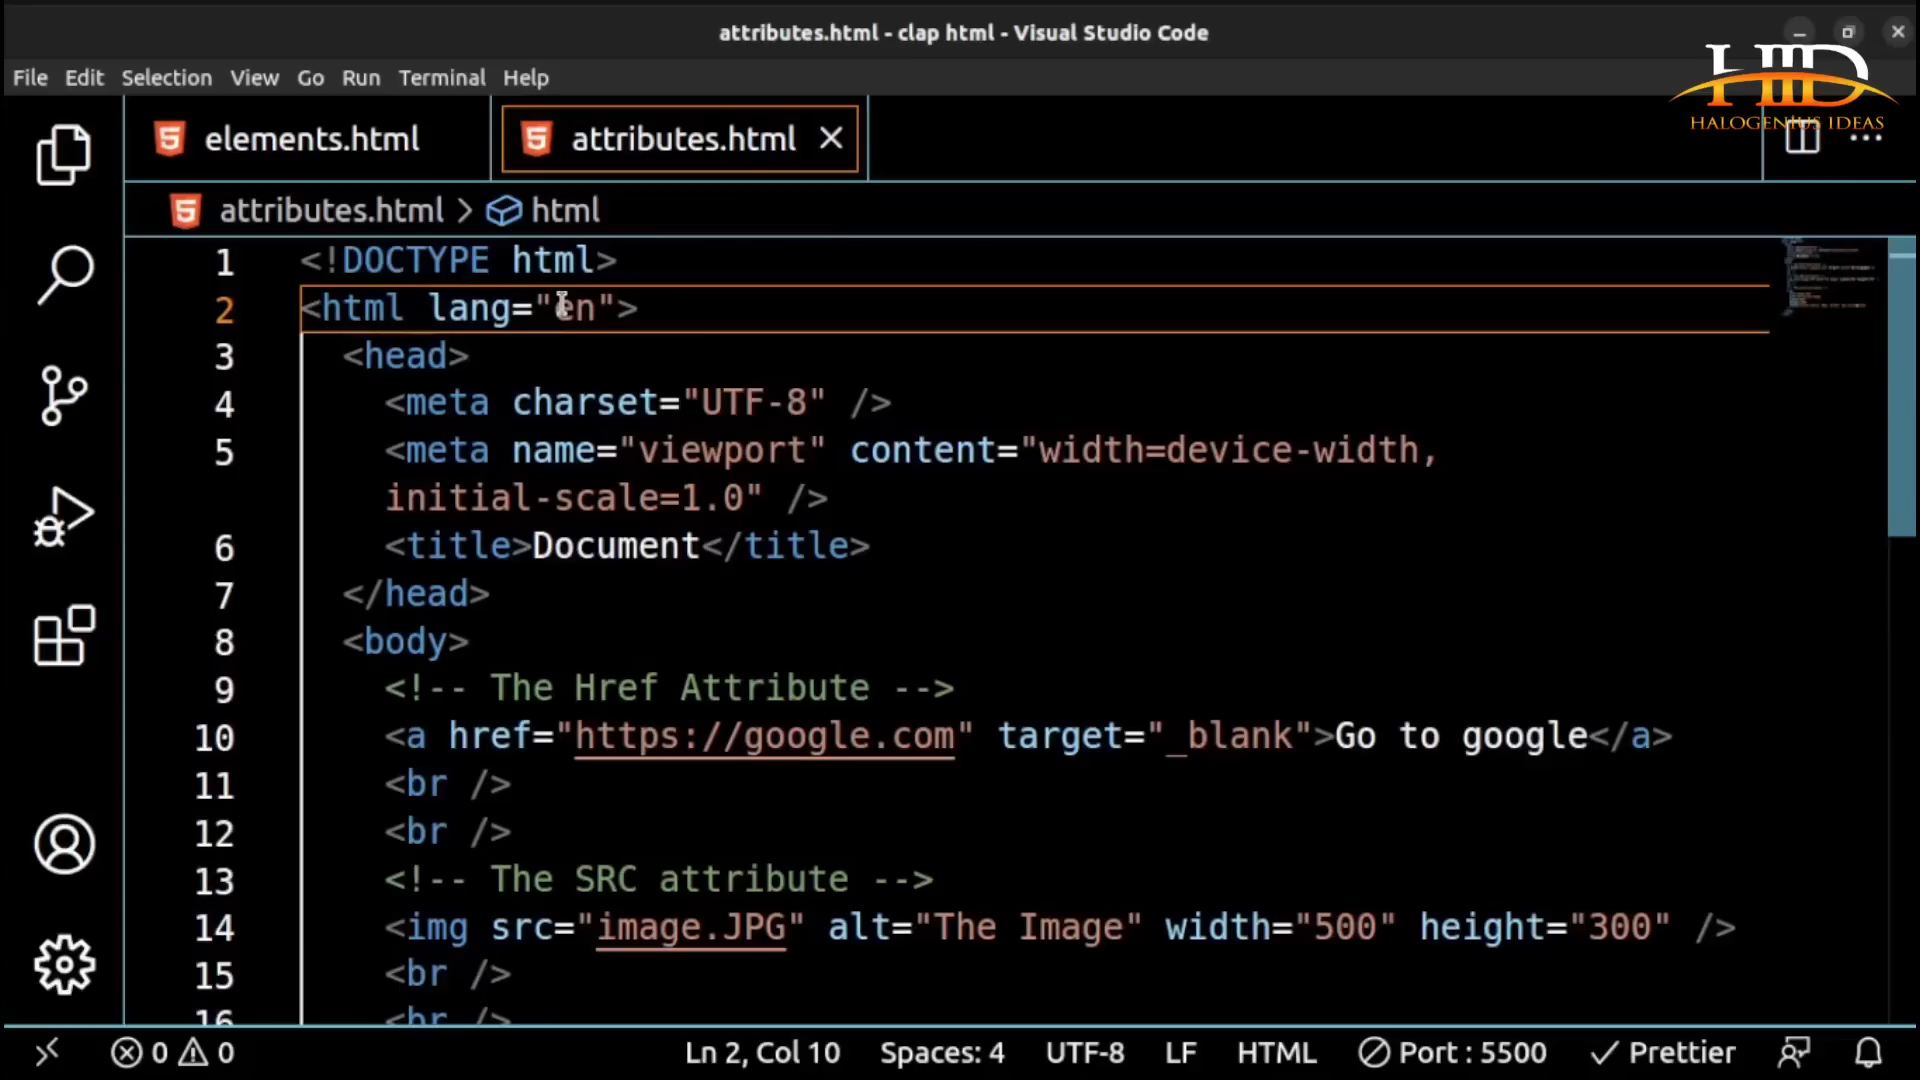 attributes.html - clap html - Visual Studio Code
File Edit Selection View Go Run Terminal Help
HID
HALOGENIUS IDEAS
elements.html attributes.html
attributes.html > html
1 <!DOCTYPE html>
2 <html lang="en">
3 <head>
4 <meta charset="UTF-8" />
5 <meta name="viewport" content="width=device-width,
initial-scale=1.0" />
6 <title>Document</title>
7 </head>
8 <body>
9 <!-- The Href Attribute -->
10 <a href="https://google.com" target="_blank">Go to google</a>
11 <br />
12 <br />
13 <!-- The SRC attribute -->
14 <img src="image.JPG" alt="The Image" width="500" height="300" />
15 <br />
16 <br />
0 0 Ln 2, Col 10 Spaces: 4 UTF-8 LF HTML Port : 5500 Prettier